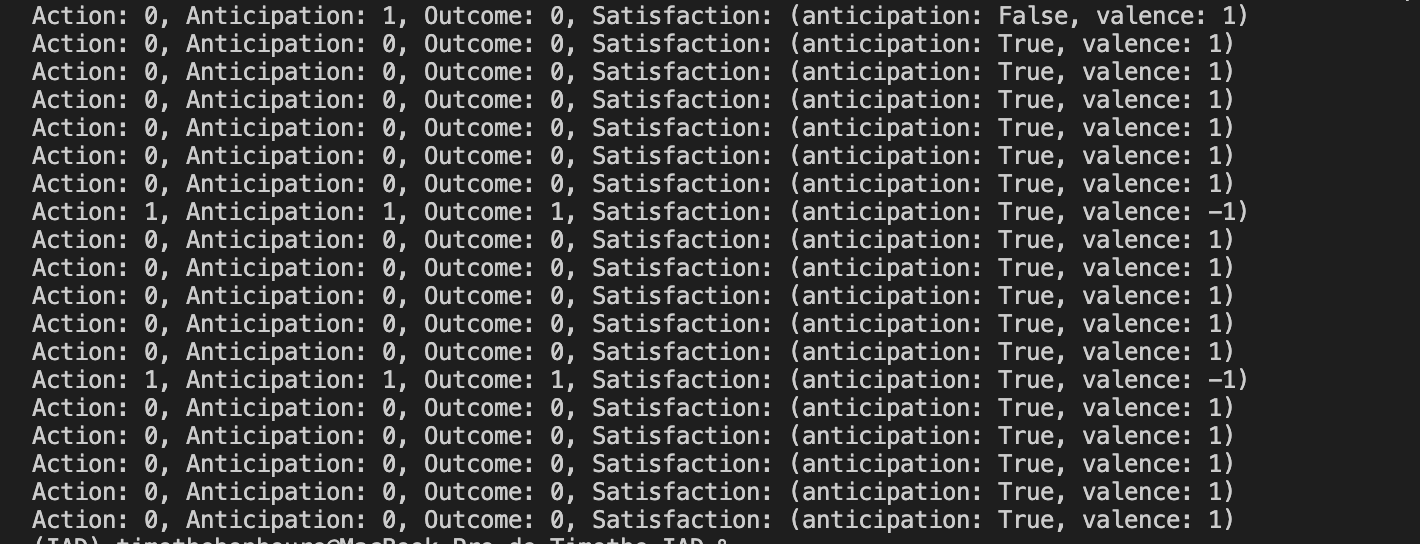 Action: 0, Anticipation: 1, Outcome: 0, Satisfaction: (anticipation: False, valence: 1)
Action: 0, Anticipation: 0, Outcome: 0, Satisfaction: (anticipation: True, valence: 1)
Action: 0, Anticipation: 0, Outcome: 0, Satisfaction: (anticipation: True, valence: 1)
Action: 0, Anticipation: 0, Outcome: 0, Satisfaction: (anticipation: True, valence: 1)
Action: 0, Anticipation: 0, Outcome: 0, Satisfaction: (anticipation: True, valence: 1)
Action: 0, Anticipation: 0, Outcome: 0, Satisfaction: (anticipation: True, valence: 1)
Action: 0, Anticipation: 0, Outcome: 0, Satisfaction: (anticipation: True, valence: 1)
Action: 1, Anticipation: 1, Outcome: 1, Satisfaction: (anticipation: True, valence: -1)
Action: 0, Anticipation: 0, Outcome: 0, Satisfaction: (anticipation: True, valence: 1)
Action: 0, Anticipation: 0, Outcome: 0, Satisfaction: (anticipation: True, valence: 1)
Action: 0, Anticipation: 0, Outcome: 0, Satisfaction: (anticipation: True, valence: 1)
Action: 0, Anticipation: 0, Outcome: 0, Satisfaction: (anticipation: True, valence: 1)
Action: 0, Anticipation: 0, Outcome: 0, Satisfaction: (anticipation: True, valence: 1)
Action: 1, Anticipation: 1, Outcome: 1, Satisfaction: (anticipation: True, valence: -1)
Action: 0, Anticipation: 0, Outcome: 0, Satisfaction: (anticipation: True, valence: 1)
Action: 0, Anticipation: 0, Outcome: 0, Satisfaction: (anticipation: True, valence: 1)
Action: 0, Anticipation: 0, Outcome: 0, Satisfaction: (anticipation: True, valence: 1)
Action: 0, Anticipation: 0, Outcome: 0, Satisfaction: (anticipation: True, valence: 1)
Action: 0, Anticipation: 0, Outcome: 0, Satisfaction: (anticipation: True, valence: 1)